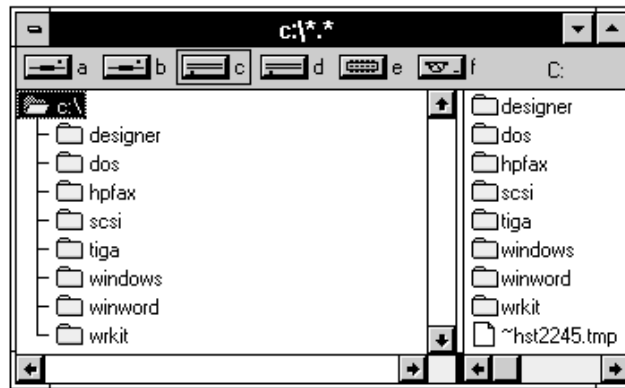 c:\*.*
a b c d e f C:
c:\
designer
dos
hpfax
scsi
tiga
windows
winword
wrkit
designer
dos
hpfax
scsi
tiga
windows
winword
wrkit
~hst2245.tmp